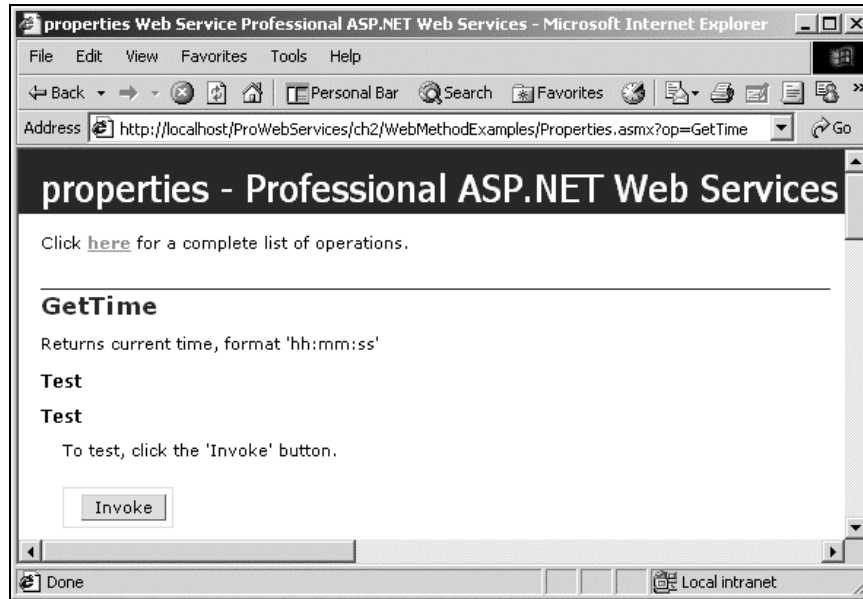 properties Web Service Professional ASP.NET Web Services - Microsoft Internet Explorer
File Edit View Favorites Tools Help
Back Personal Bar Search Favorites »
Address http://localhost/ProWebServices/ch2/WebMethodExamples/Properties.asmx?op=GetTime Go
properties - Professional ASP.NET Web Services
Click here for a complete list of operations.
GetTime
Returns current time, format 'hh:mm:ss'
Test
Test
To test, click the 'Invoke' button.
Invoke
Done Local intranet